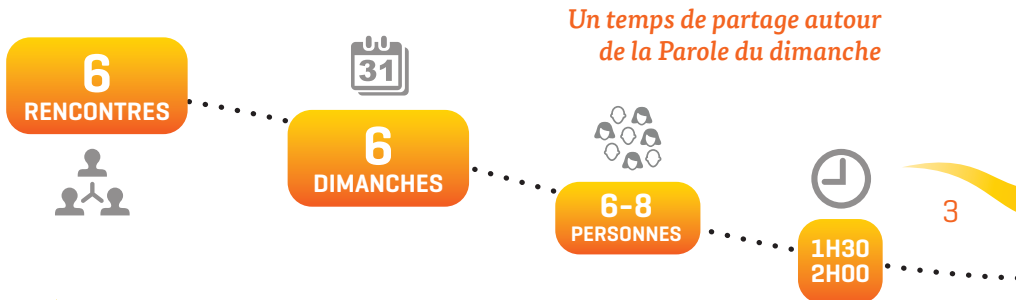 Un temps de partage autour
de la Parole du dimanche
6
RENCONTRES
31
6
DIMANCHES
6-8
PERSONNES
1H30
2H00
3